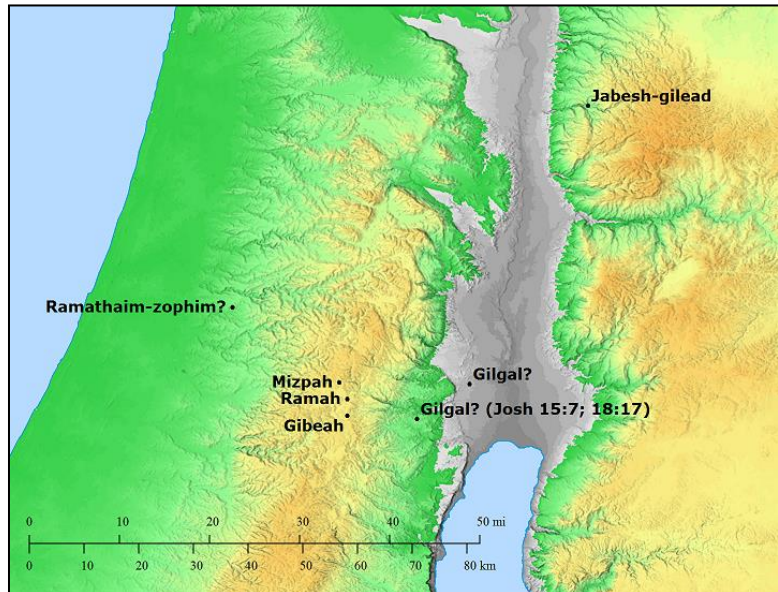 Jabesh-gilead
Ramathaim-zophim?
Mizpah
Gilgal?
Ramah
Gilgal? (Josh 15:7; 18:17)
Gibeah
0 10 20 30 40 50 mi
0 10 20 30 40 50 60 70 80 km